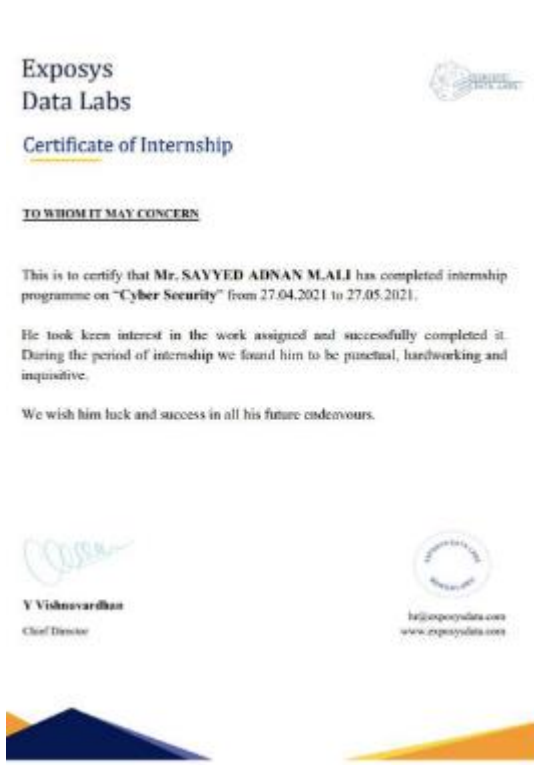 Exposys
Data Labs
Certificate of Internship
TO WHOM IT MAY CONCERN
This is to certify that Mr. SAYYED ADNAN M.ALI has completed internship
programme on “Cyber Security” from 27.04.2021 to 27.05.2021.
He took keen interest in the work assigned and successfully completed it.
During the period of internship we found him to be punctual, hardworking and
inquisitive.
We wish him luck and success in all his future endeavours.
EXPOSYS DATA LABS
Y Vishnuvardhan
Chief Director
hr@exposysdata.com
www.exposysdata.com